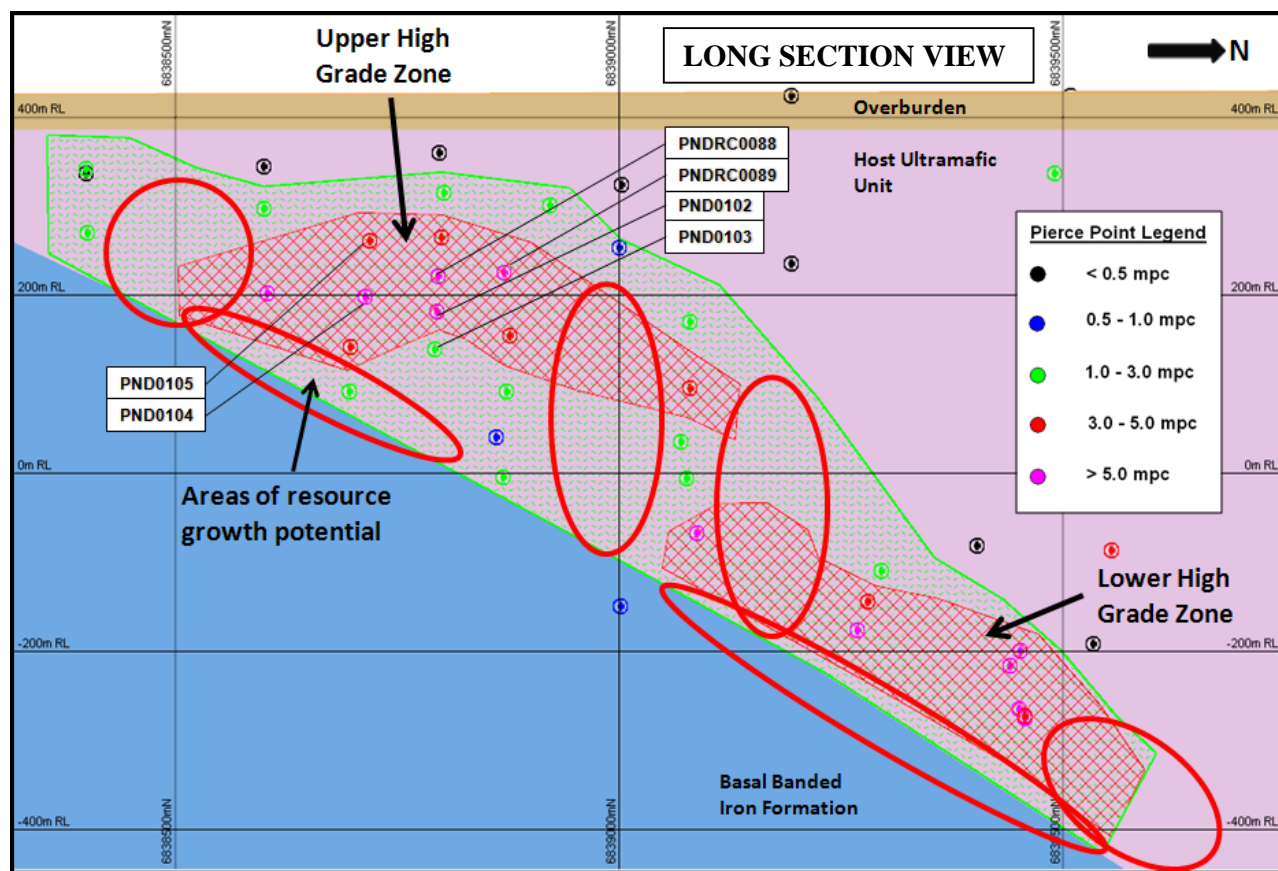 6838500mN
6839000mN
6839500mN
Upper High
Grade Zone
LONG SECTION VIEW
N
400m RL
Overburden
400m RL
PNDRC0088
PNDRC0089
PND0102
PND0103
Host Ultramafic
Unit
Pierce Point Legend
< 0.5 mpc
0.5 - 1.0 mpc
1.0 - 3.0 mpc
3.0 - 5.0 mpc
> 5.0 mpc
200m RL
200m RL
PND0105
PND0104
0m RL
0m RL
Areas of resource
growth potential
Lower High
Grade Zone
-200m RL
-200m RL
Basal Banded
Iron Formation
-400m RL
-400m RL
6838500mN
6839000mN
6839500mN